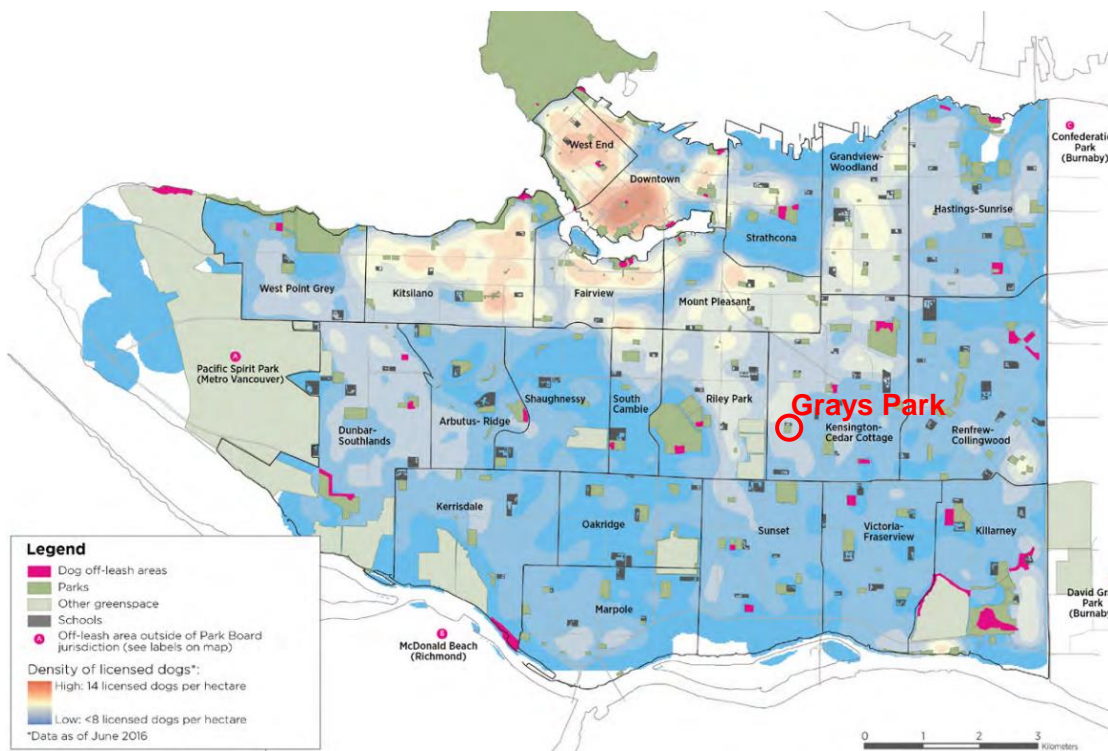 West End
Downtown
Grandview-
Woodland
C
Confederation
Park
(Burnaby)
Strathcona
Hastings-Sunrise
West Point Grey
Kitsilano
Fairview
Mount Pleasant
A
Pacific Spirit Park
(Metro Vancouver)
Dunbar-
Southlands
Arbutus- Ridge
Shaughnessy
South
Cambie
Riley Park
Grays Park
Kensington-
Cedar Cottage
Renfrew-
Collingwood
Kerrisdale
Oakridge
Sunset
Victoria-
Fraserview
Killarney
Marpole
David Gr
Park
(Burnaby)
B
McDonald Beach
(Richmond)
Legend
Dog off-leash areas
Parks
Other greenspace
Schools
A
Off-leash area outside of Park Board
jurisdiction (see labels on map)
Density of licensed dogs*:
High: 14 licensed dogs per hectare
Low: <8 licensed dogs per hectare
*Data as of June 2016
0 1 2 3
Kilometers